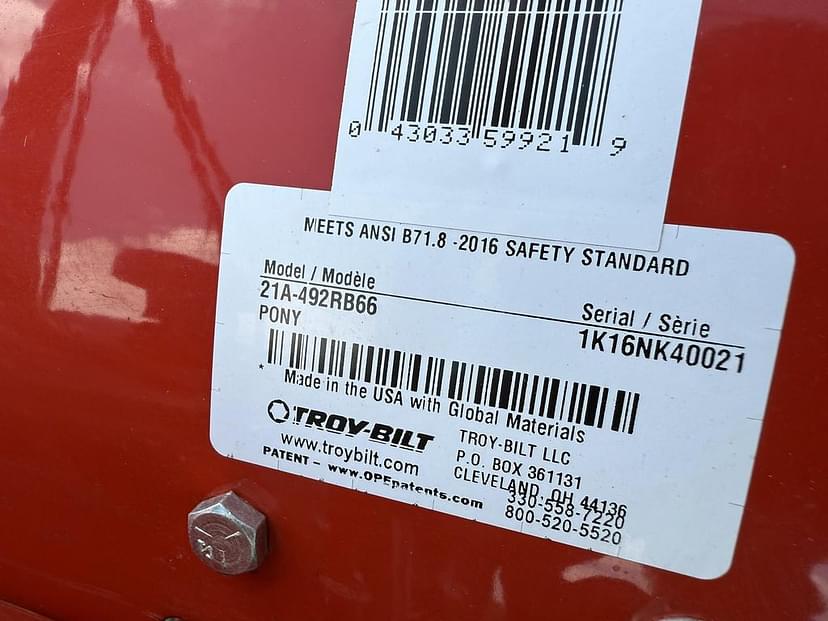 0 43033 59921 9
MEETS ANSI B71.8 -2016 SAFETY STANDARD
Model / Modèle
21A-492RB66
PONY
Serial / Sèrie
1K16NK40021
* Made in the USA with Global Materials
TROY-BILT
www.troybilt.com
PATENT - www.OPEpatents.com
TROY-BILT LLC
P.O. BOX 361131
CLEVELAND, OH 44136
330-558-7220
800-520-5520